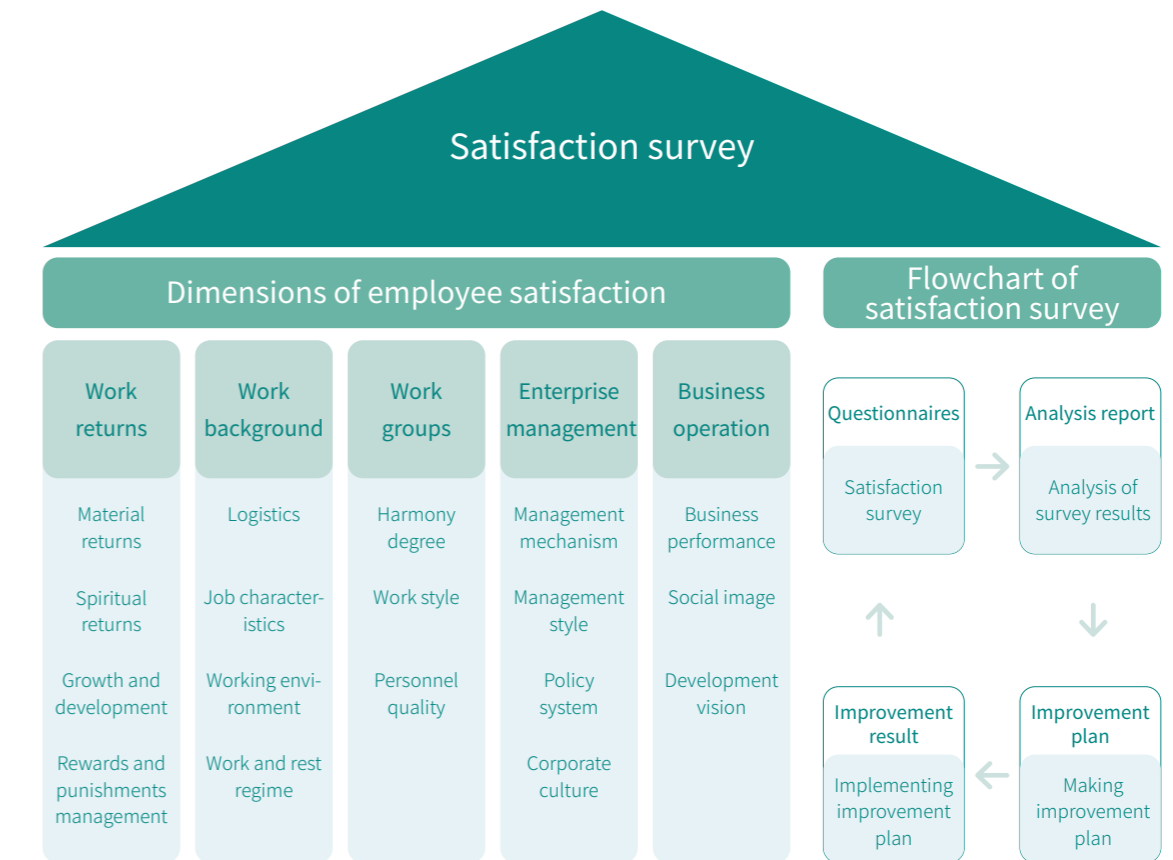 Satisfaction survey
Dimensions of employee satisfaction
Work
returns
Material
returns
Spiritual
returns
Growth and
development
Rewards and
punishments
management
Work
background
Logistics
Job character-
istics
Working envi-
ronment
Work and rest
regime
Work
groups
Harmony
degree
Work style
Personnel
quality
Enterprise
management
Management
mechanism
Management
style
Policy
system
Corporate
culture
Business
operation
Business
performance
Social image
Development
vision
Flowchart of
satisfaction survey
Questionnaires
Satisfaction
survey
Analysis report
Analysis of
survey results
Improvement
plan
Making
improvement
plan
Improvement
result
Implementing
improvement
plan